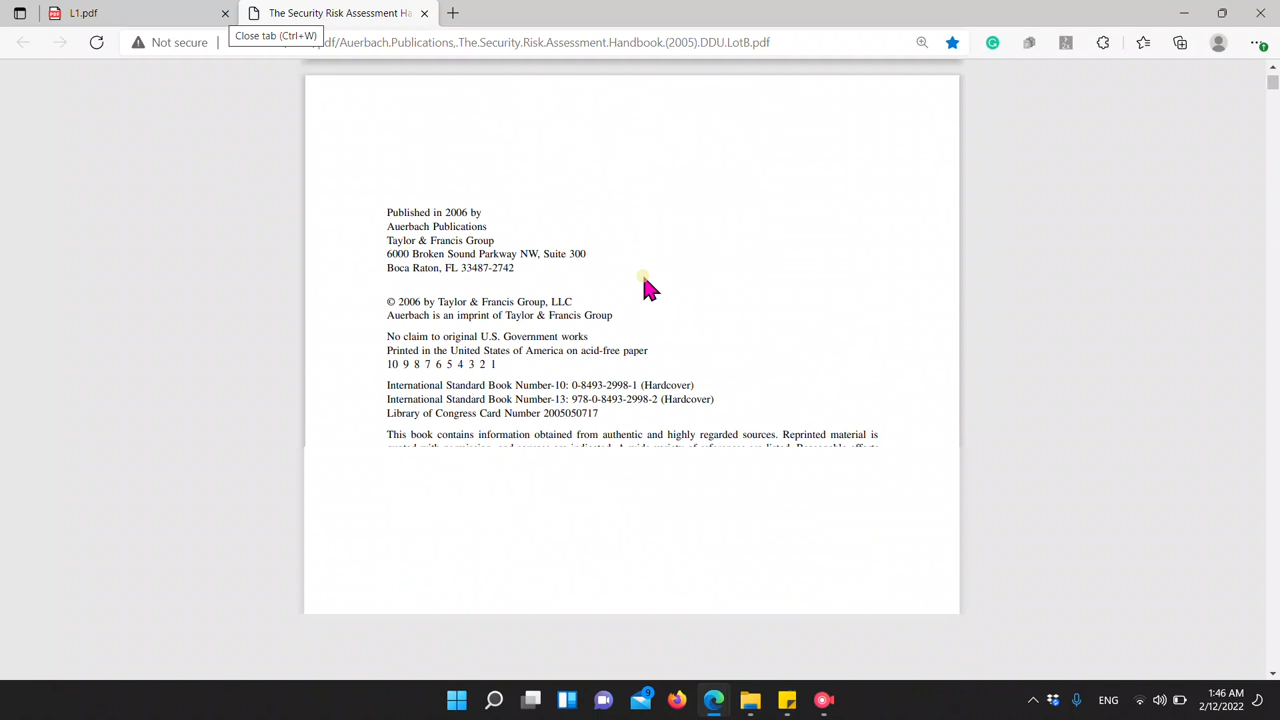 L1.pdf
The Security Risk Assessment Ha
Close tab (Ctrl+W)
Not secure
.pdf/Auerbach.Publications,.The.Security.Risk.Assessment.Handbook.(2005).DDU.LotB.pdf
Published in 2006 by
Auerbach Publications
Taylor & Francis Group
6000 Broken Sound Parkway NW, Suite 300
Boca Raton, FL 33487-2742
© 2006 by Taylor & Francis Group, LLC
Auerbach is an imprint of Taylor & Francis Group
No claim to original U.S. Government works
Printed in the United States of America on acid-free paper
10 9 8 7 6 5 4 3 2 1
International Standard Book Number-10: 0-8493-2998-1 (Hardcover)
International Standard Book Number-13: 978-0-8493-2998-2 (Hardcover)
Library of Congress Card Number 2005050717
This book contains information obtained from authentic and highly regarded sources. Reprinted material is
9
ENG
1:46 AM
2/12/2022